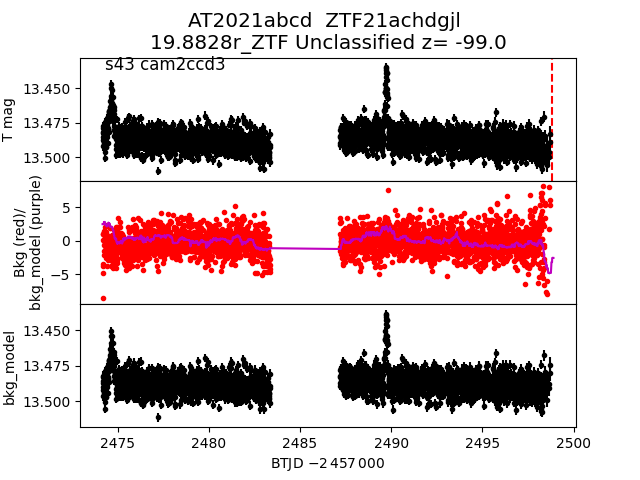 AT2021abcd  ZTF21achdgjl
19.8828r_ZTF Unclassified z= -99.0
s43 cam2ccd3
T mag
13.450
13.475
13.500
Bkg (red)/
bkg_model (purple)
5
0
−5
bkg_model
13.450
13.475
13.500
2475
2480
2485
2490
2495
2500
BTJD −2 457 000